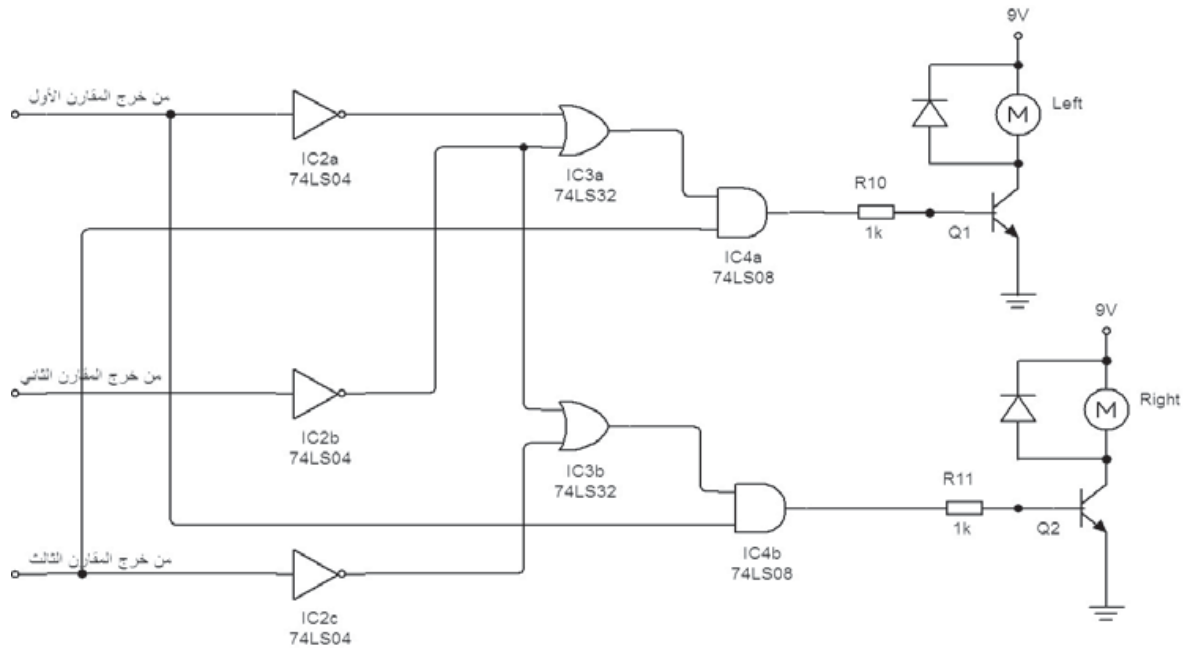 9V
من خرج المقارن الأول
Left
IC2a
74LS04
IC3a
74LS32
R10
1k
Q1
IC4a
74LS08
9V
من خرج المقارن الثاني
Right
IC2b
74LS04
IC3b
74LS32
R11
1k
Q2
IC4b
74LS08
من خرج المقارن الثالث
IC2c
74LS04
M
M